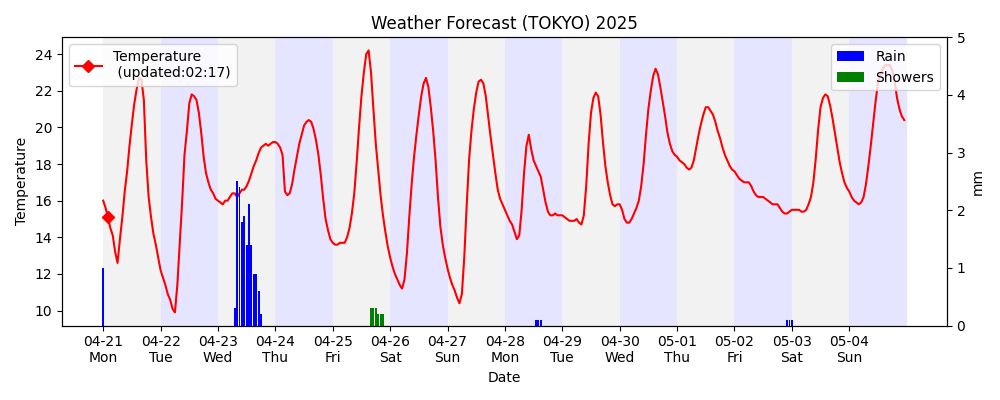 Weather Forecast (TOKYO) 2025
Temperature
(updated:02:17)
Rain
Showers
Temperature
24
22
20
18
16
14
12
10
5
4
3
2
1
0
mm
04-21 04-22 04-23 04-24 04-25 04-26 04-27 04-28 04-29 04-30 05-01 05-02 05-03 05-04
Mon Tue Wed Thu Fri Sat Sun Mon Tue Wed Thu Fri Sat Sun
Date